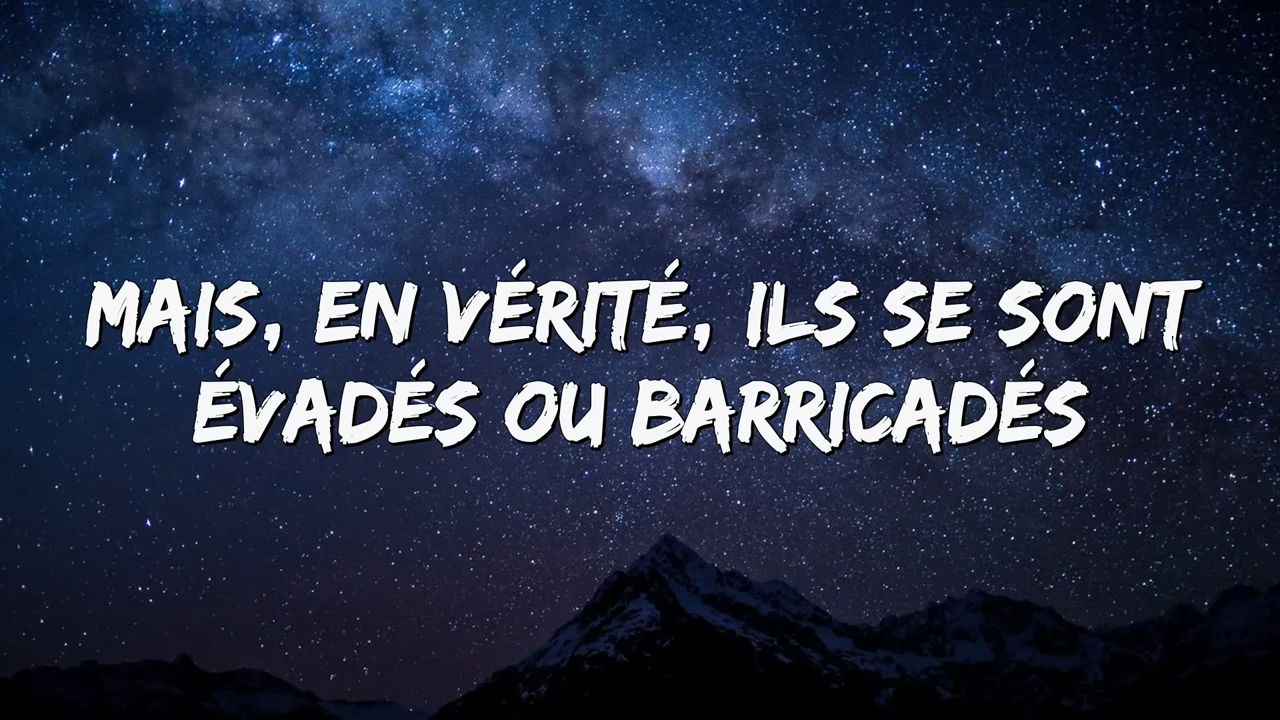 MAIS, EN VÉRITÉ, ILS SE SONT
ÉVADÉS OU BARRICADÉS